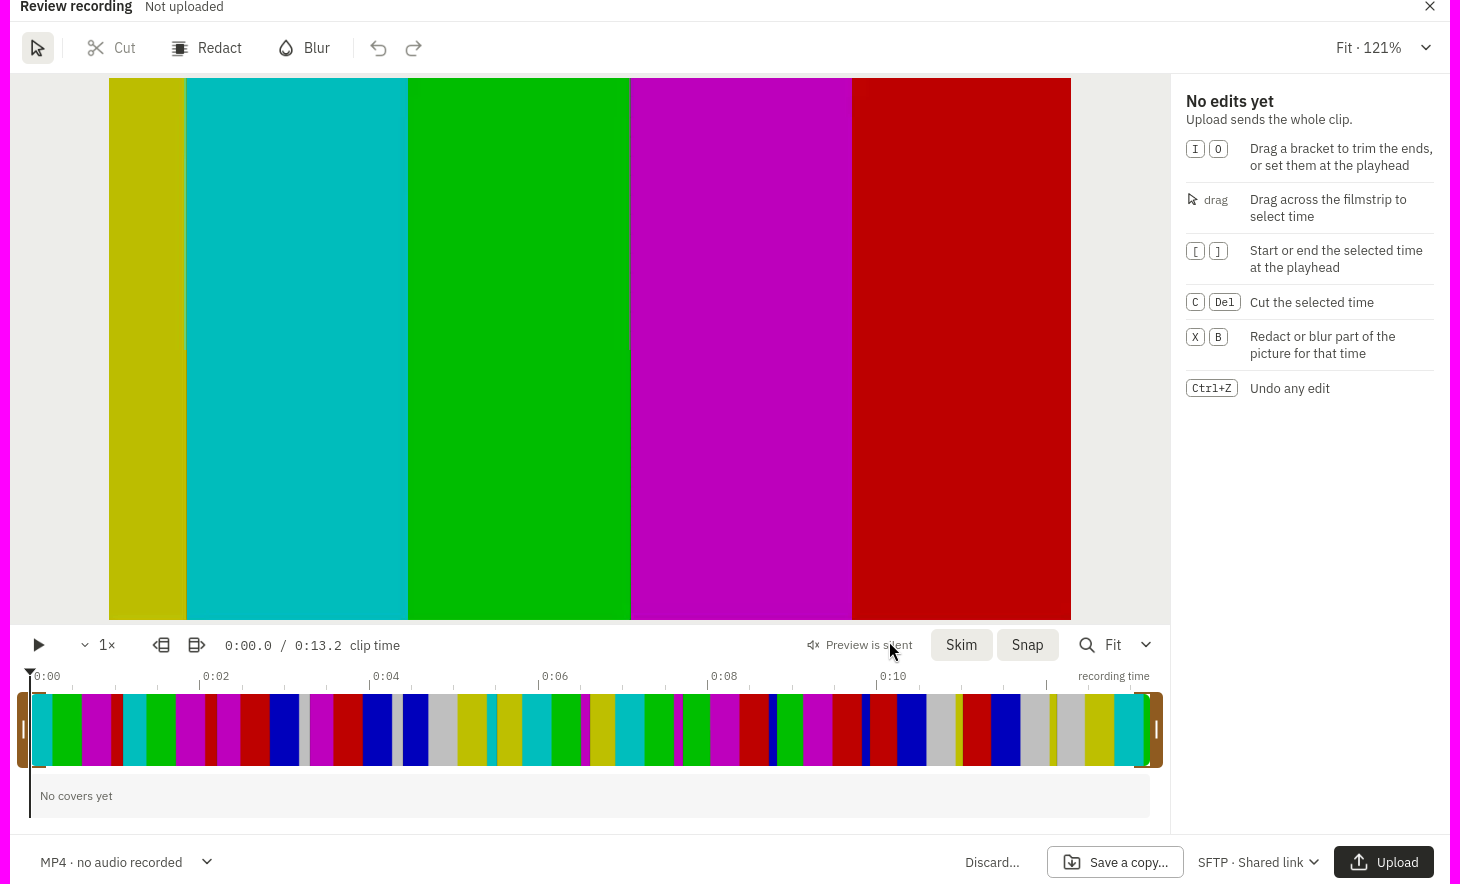 Review recording Not uploaded
Cut Redact Blur Fit · 121%
No edits yet
Upload sends the whole clip.
I O Drag a bracket to trim the ends,
or set them at the playhead
drag Drag across the filmstrip to
select time
[ ] Start or end the selected time
at the playhead
C Del Cut the selected time
X B Redact or blur part of the
picture for that time
Ctrl+Z Undo any edit
1× 0:00.0 / 0:13.2 clip time Preview is silent Skim Snap Fit
0:00 0:02 0:04 0:06 0:08 0:10 recording time
No covers yet
MP4 · no audio recorded Discard... Save a copy... SFTP · Shared link Upload